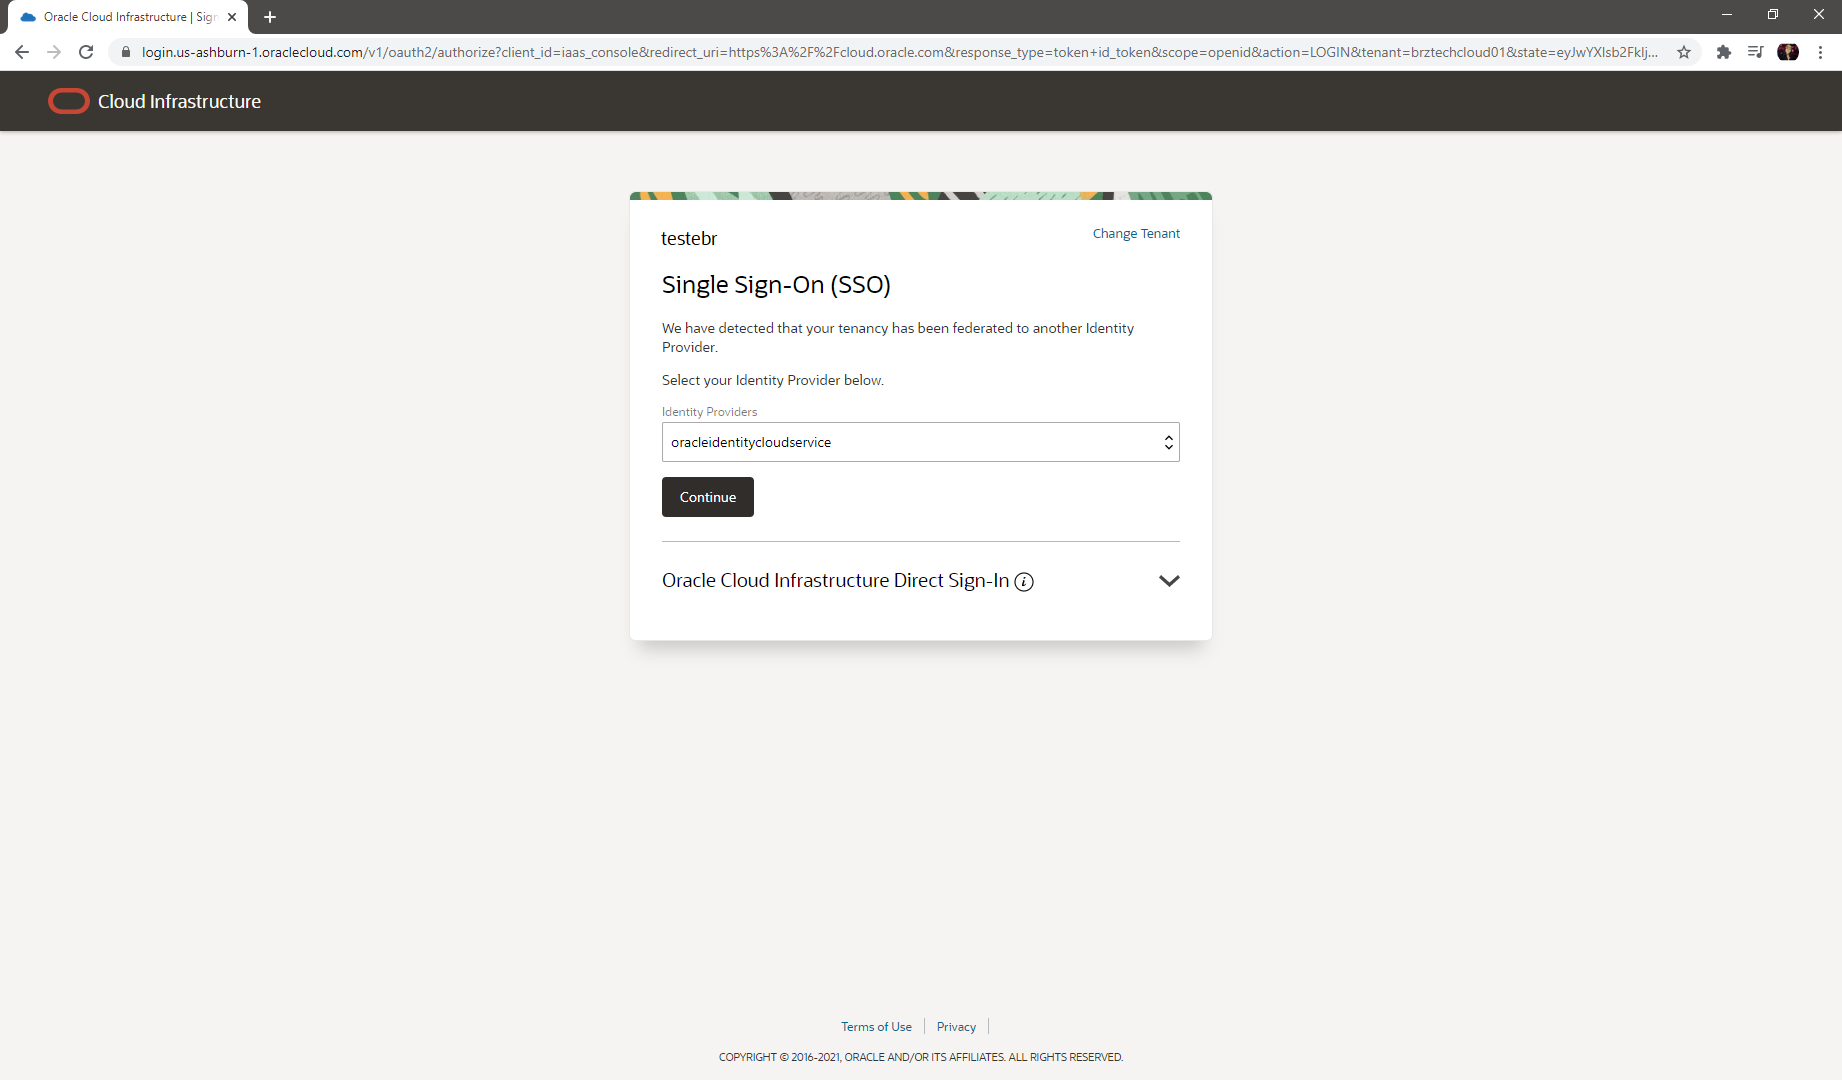 Oracle Cloud Infrastructure | Sign
login.us-ashburn-1.oraclecloud.com/v1/oauth2/authorize?client_id=iaas_console&redirect_uri=https%3A%2F%2Fcloud.oracle.com&response_type=token+id_token&scope=openid&action=LOGIN&tenant=brztechcloud01&state=eyJwYXIsb2Fklj...
Cloud Infrastructure
testebr
Change Tenant
Single Sign-On (SSO)
We have detected that your tenancy has been federated to another Identity
Provider.
Select your Identity Provider below.
Identity Providers
oracleidentitycloudservice
Continue
Oracle Cloud Infrastructure Direct Sign-In
Terms of Use
Privacy
COPYRIGHT © 2016-2021, ORACLE AND/OR ITS AFFILIATES. ALL RIGHTS RESERVED.